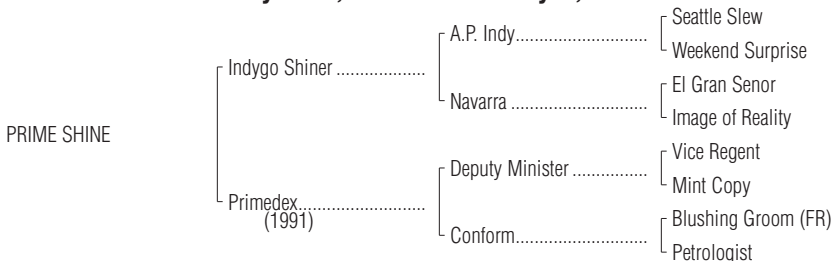 Seattle Slew
A.P. Indy
Weekend Surprise
Indygo Shiner
El Gran Senor
Navarra
Image of Reality
PRIME SHINE
Vice Regent
Deputy Minister
Mint Copy
Primedex
(1991)
Blushing Groom (FR)
Conform
Petrologist